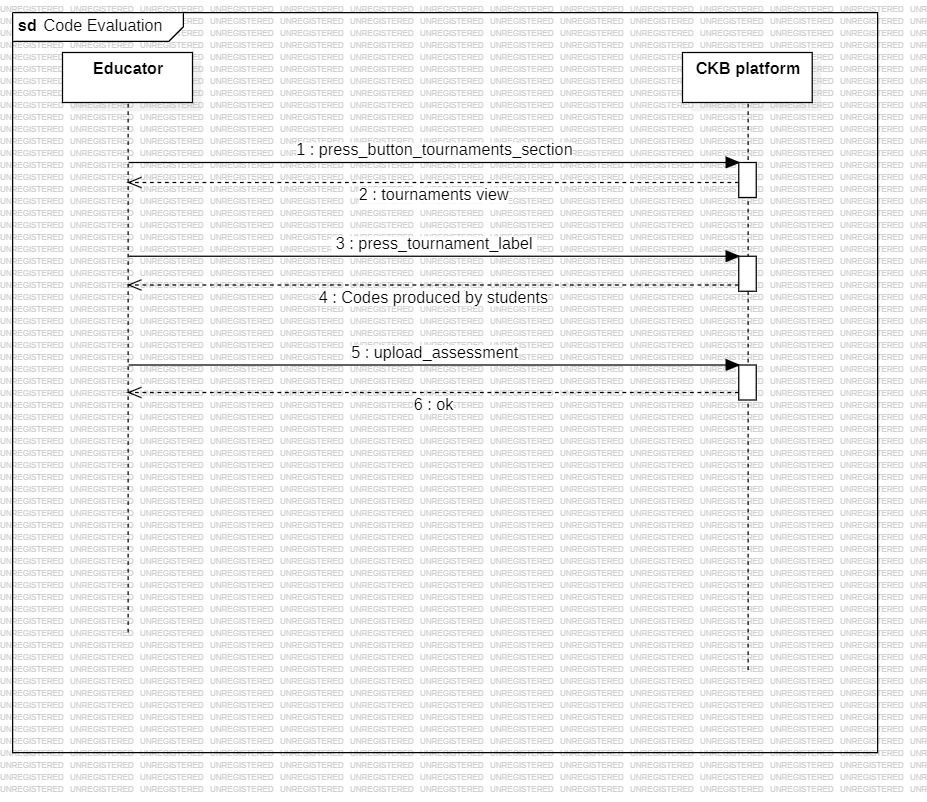 sd Code Evaluation
Educator
CKB platform
1 : press_button_tournaments_section
2 : tournaments view
3 : press_tournament_label
4 : Codes produced by students
5 : upload_assessment
6 : ok
UNREGISTERED